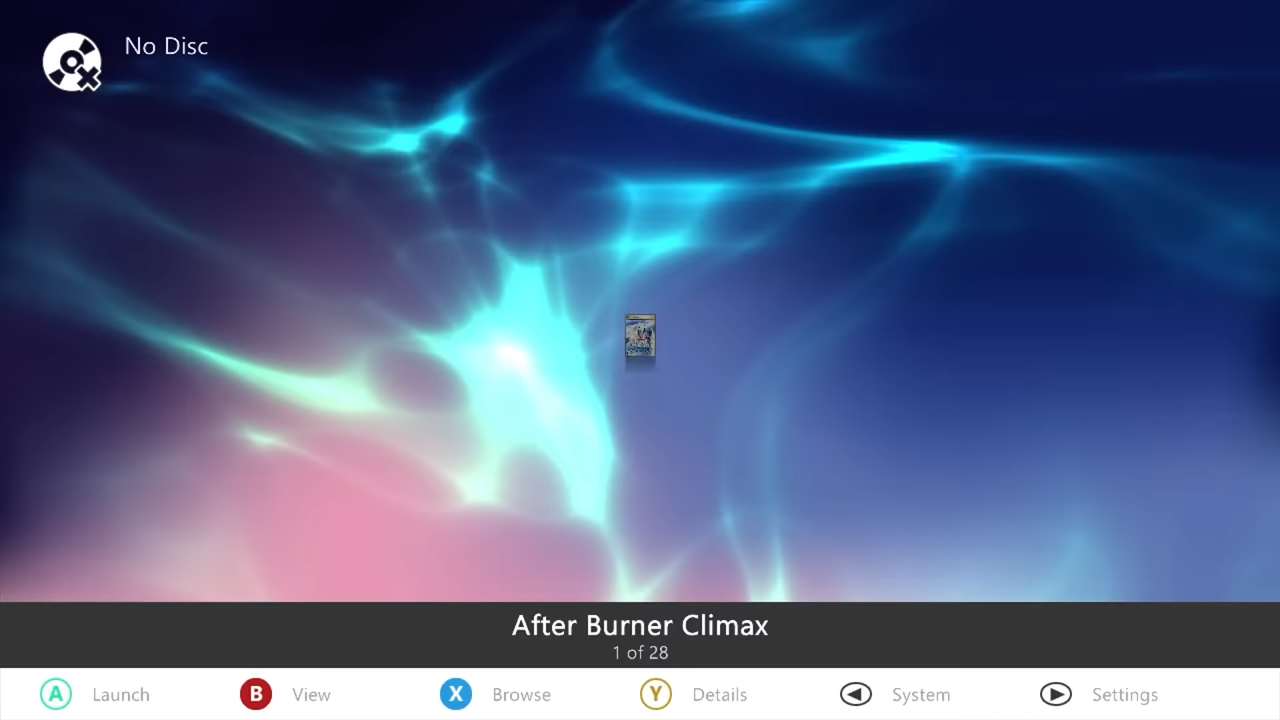 No Disc
After Burner Climax
1 of 28
A Launch
B View
X Browse
Y Details
System
Settings